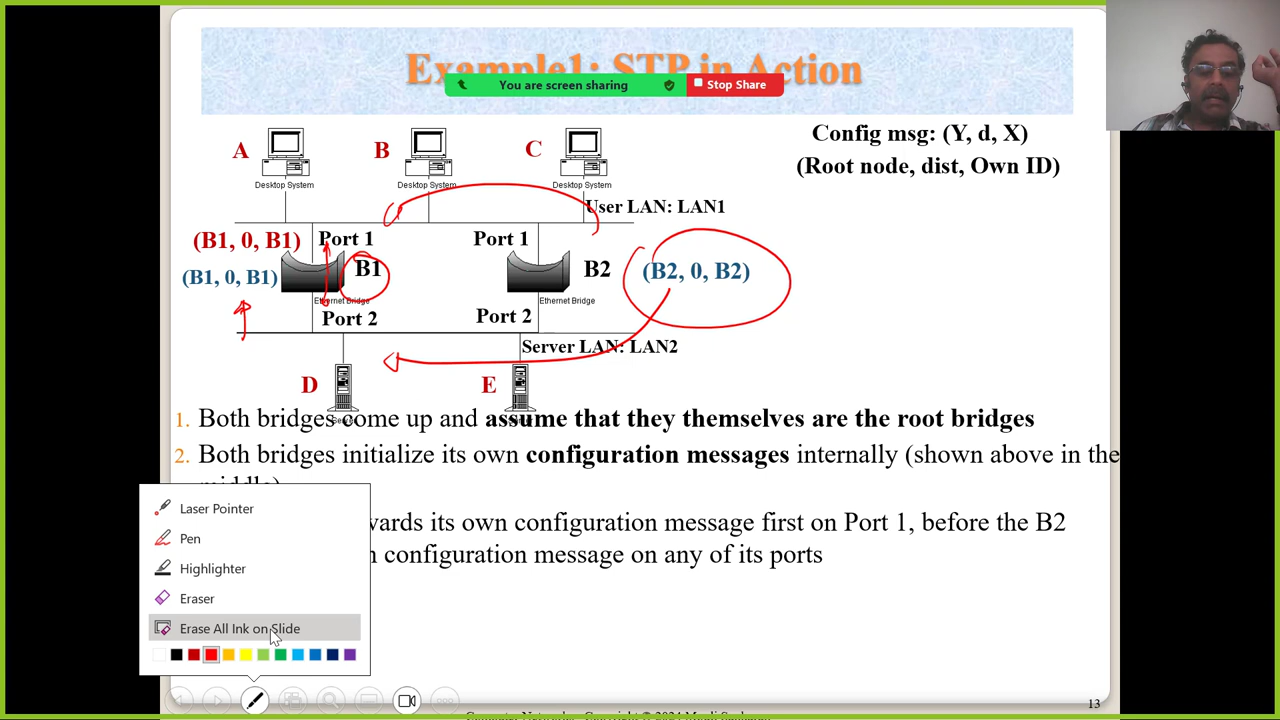 Example1: STP in Action
You are screen sharing
Stop Share
Config msg: (Y, d, X)
(Root node, dist, Own ID)
A
B
C
Desktop System
Desktop System
Desktop System
User LAN: LAN1
(B1, 0, B1)
Port 1
Port 1
(B1, 0, B1)
B1
B2
(B2, 0, B2)
Ethernet Bridge
Ethernet Bridge
Port 2
Port 2
Server LAN: LAN2
D
E
1. Both bridges come up and assume that they themselves are the root bridges
2. Both bridges initialize its own configuration messages internally (shown above in the
wards its own configuration message first on Port 1, before the B2
configuration message on any of its ports
Laser Pointer
Pen
Highlighter
Eraser
Erase All Ink on Slide
13